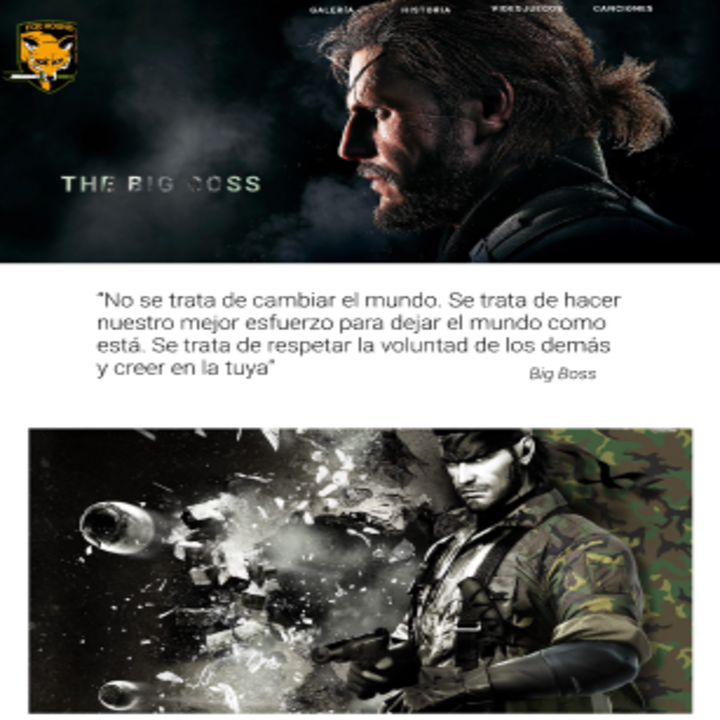 GALERÍA HISTORIA VIDEOJUEGOS CANCIONES
FOX HOUND
THE BIG BOSS
“No se trata de cambiar el mundo. Se trata de hacer
nuestro mejor esfuerzo para dejar el mundo como
está. Se trata de respetar la voluntad de los demás
y creer en la tuya”
Big Boss